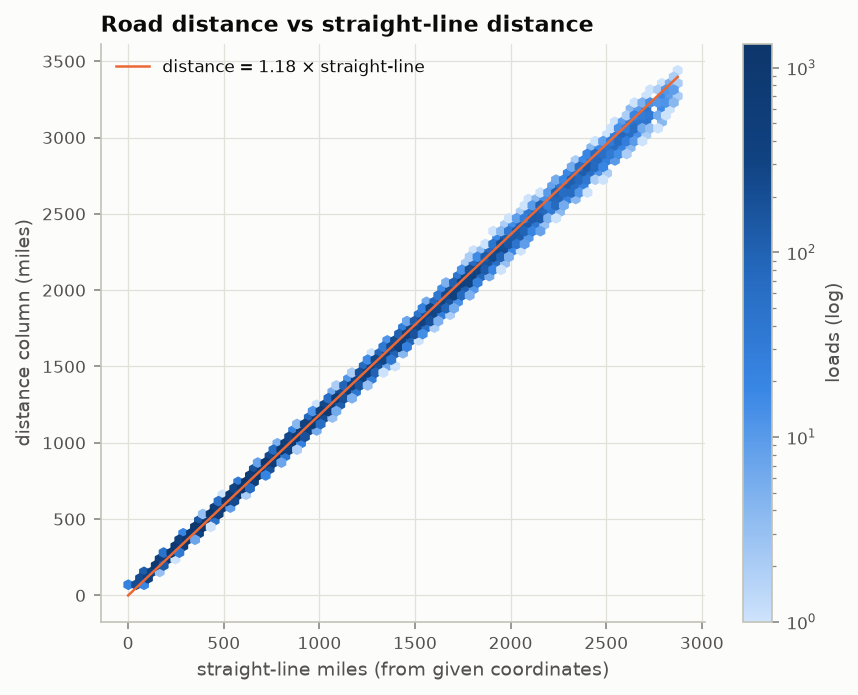 Road distance vs straight-line distance
distance = 1.18 × straight-line
distance column (miles)
3500
3000
2500
2000
1500
1000
500
0
0 500 1000 1500 2000 2500 3000
straight-line miles (from given coordinates)
10³
10²
10¹
10⁰
loads (log)